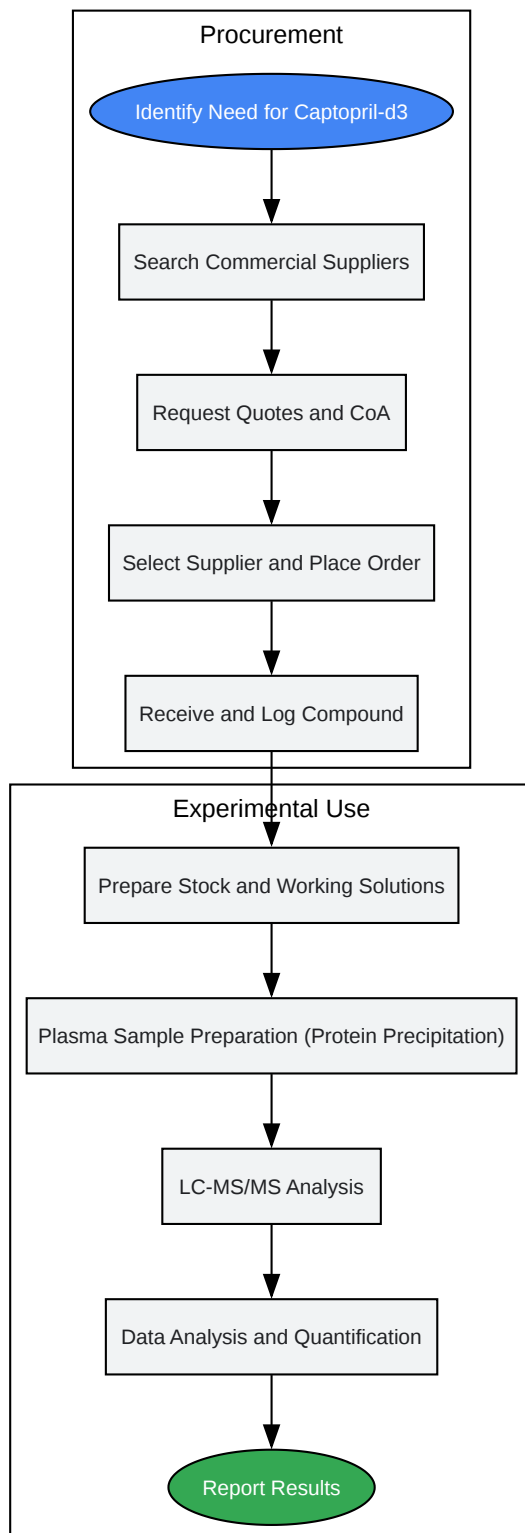 Procurement
Identify Need for Captopril-d3
Search Commercial Suppliers
Request Quotes and CoA
Select Supplier and Place Order
Receive and Log Compound
Experimental Use
Prepare Stock and Working Solutions
Plasma Sample Preparation (Protein Precipitation)
LC-MS/MS Analysis
Data Analysis and Quantification
Report Results